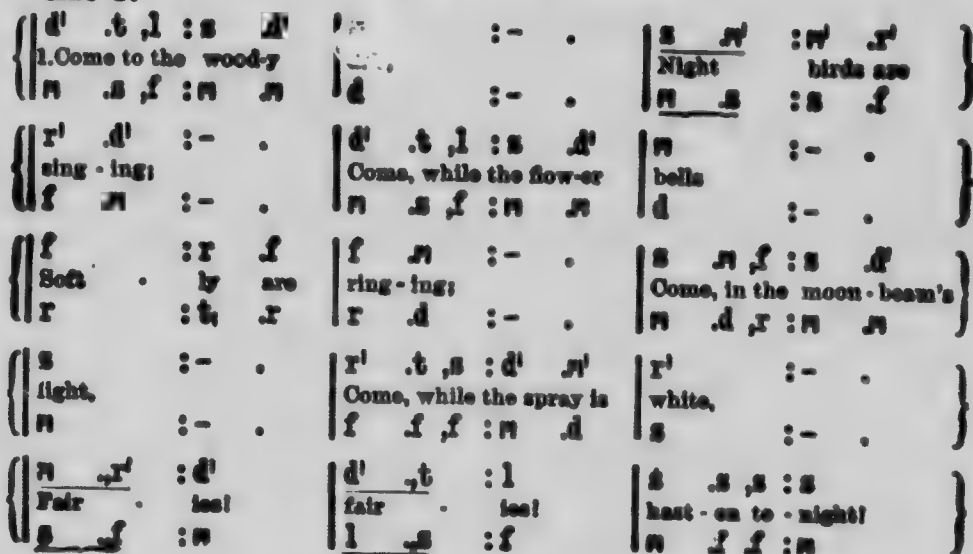 d' .t ,l :s .d' :- . s .m' :m' .r'
1.Come to the wood-y Night birds are
m .s ,f :m .m d :- . m .s :s .f
r' .d' :- . d' .t ,l :s .d' m :- .
sing - ing; Come, while the flow-er bells
f .m :- . m .s ,f :m .m d :- .
f :r .f f .m :- . s .m ,f :s .d'
Soft - ly are ring - ing; Come, in the moon - beam's
r :t, .r r .d :- . m .d ,r :m .m
s :- . r' .t ,s :d' .m' r' :- .
light, Come, while the spray is white,
m :- . f .f ,f :m .d s :- .
m .,r' :d' d' .,t :l t .s ,s :s
Fair - ies! fair - ies! hast - en to - night!
s .,f :m l .,s :f m .f ,f :m